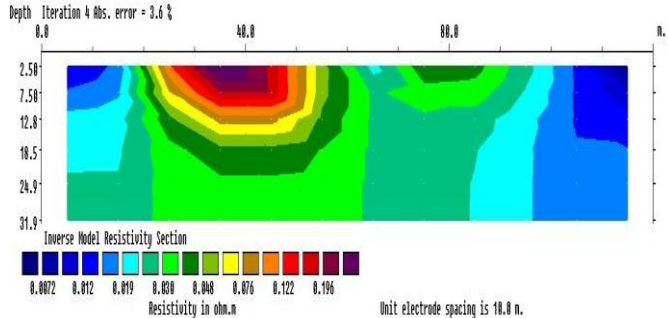 Depth Iteration 4 Abs. error = 3.6 %
0.0 40.0 80.0 m.
2.50
7.50
12.8
18.5
24.9
31.9
Inverse Model Resistivity Section
0.0072 0.012 0.019 0.030 0.048 0.076 0.122 0.196
Resistivity in ohm.m Unit electrode spacing is 10.0 m.